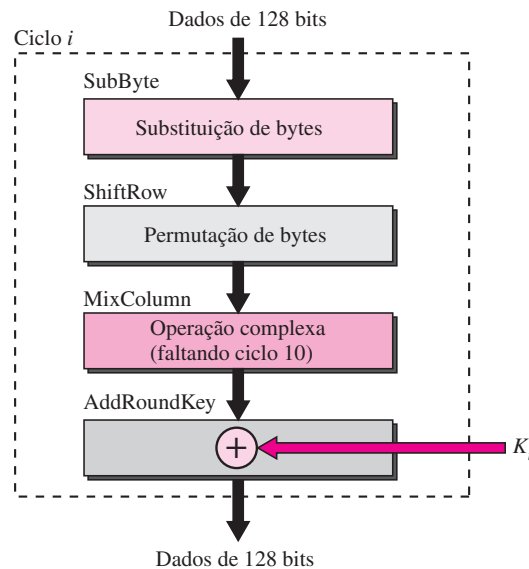 Dados de 128 bits
Ciclo i
SubByte
Substituição de bytes
ShiftRow
Permutação de bytes
MixColumn
Operação complexa
(faltando ciclo 10)
AddRoundKey
+
Dados de 128 bits